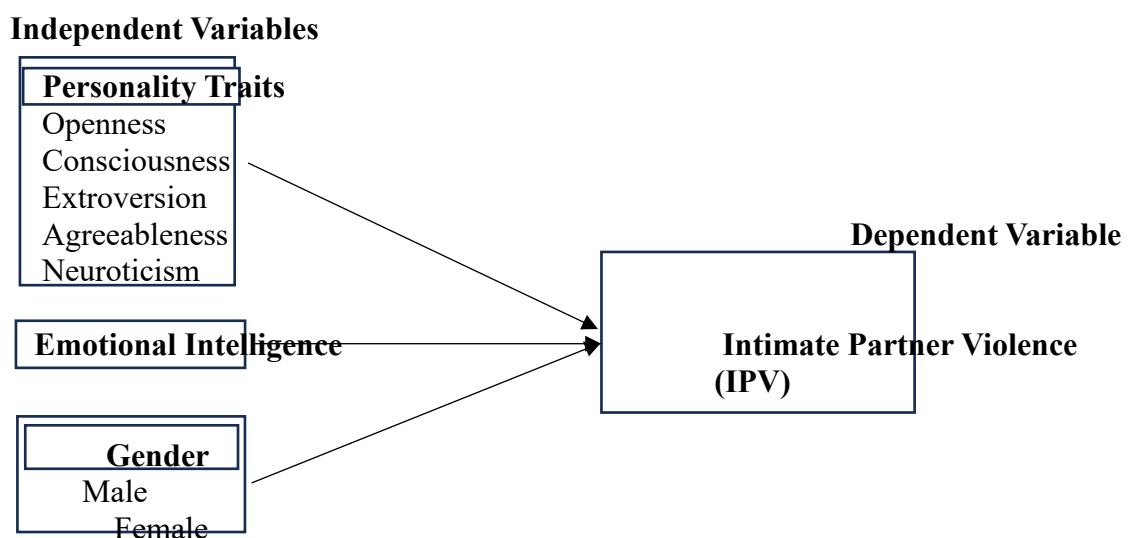 Independent Variables
Personality Traits
Openness
Consciousness
Extroversion
Agreeableness
Neuroticism
Dependent Variable
Emotional Intelligence
Intimate Partner Violence
(IPV)
Gender
Male
Female